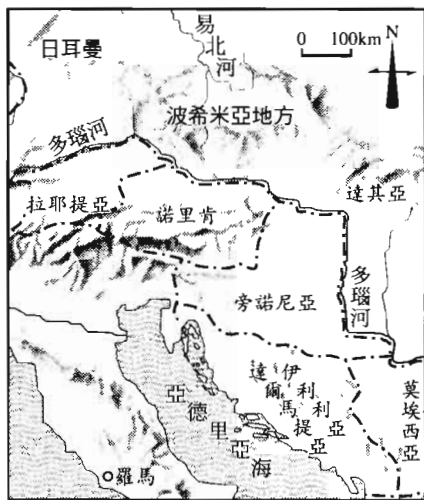 日耳曼
易北河
0 100km
N
波希米亞地方
多瑙河
達其亞
拉耶提亞
諾里肯
多瑙河
旁諾尼亞
伊利利亞
達爾馬提亞
莫埃西亞
亞德里亞海
羅馬